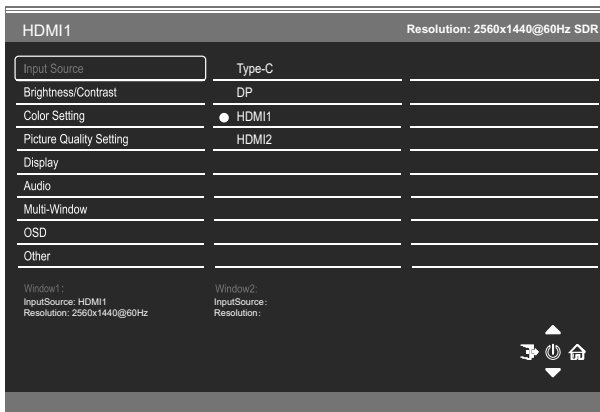 HDMI1
Resolution: 2560x1440@60Hz SDR
Input Source
Type-C
Brightness/Contrast
DP
Color Setting
HDMI1
Picture Quality Setting
HDMI2
Display
Audio
Multi-Window
OSD
Other
Window1:
Window2:
InputSource: HDMI1
InputSource:
Resolution: 2560x1440@60Hz
Resolution: